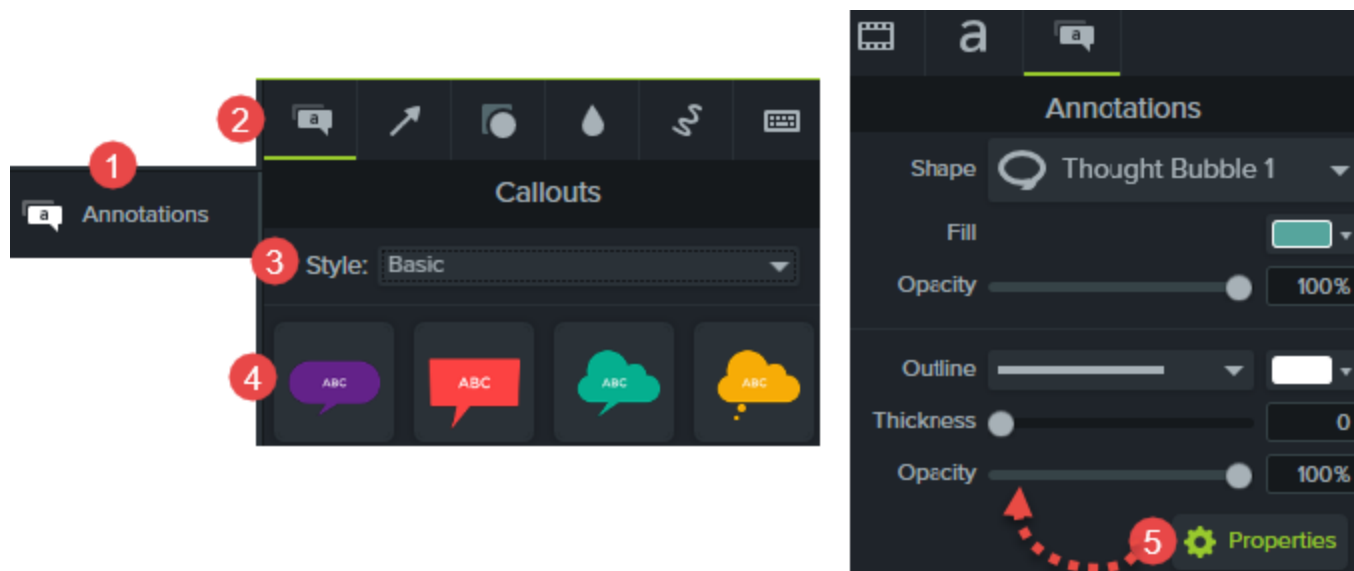 1
a Annotations
2
a
Callouts
3 Style: Basic
4 ABC ABC ABC ABC
a a
Annotations
Shape Thought Bubble 1
Fill
Opacity 100%
Outline
Thickness 0
Opacity 100%
5 Properties